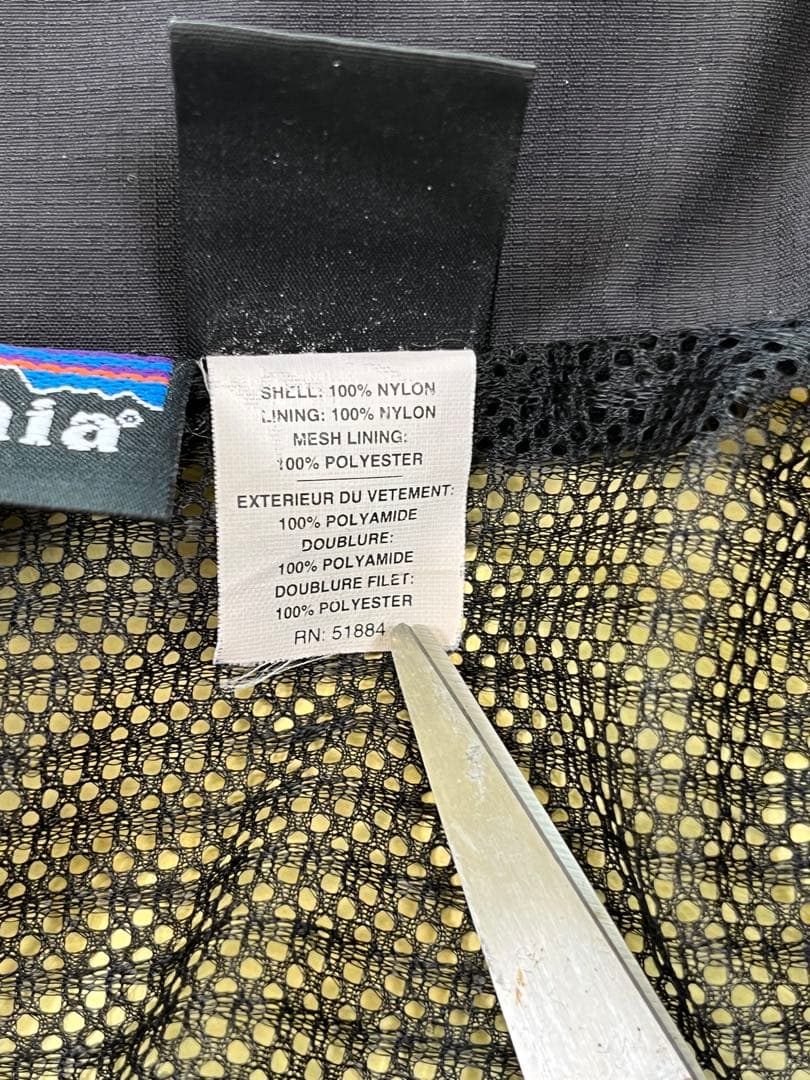 nia®
SHELL: 100% NYLON
LINING: 100% NYLON
MESH LINING:
100% POLYESTER
EXTERIEUR DU VETEMENT:
100% POLYAMIDE
DOUBLURE:
100% POLYAMIDE
DOUBLURE FILET:
100% POLYESTER
RN: 51884